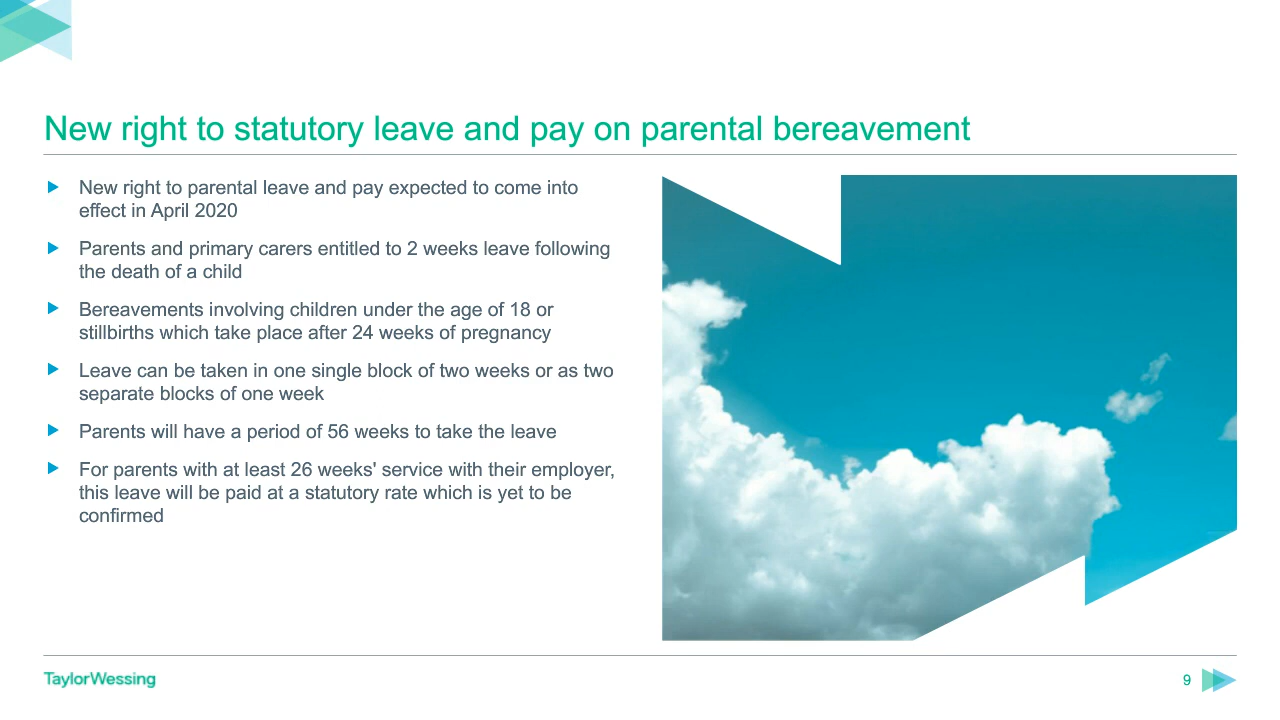 New right to statutory leave and pay on parental bereavement
New right to parental leave and pay expected to come into
effect in April 2020
Parents and primary carers entitled to 2 weeks leave following
the death of a child
Bereavements involving children under the age of 18 or
stillbirths which take place after 24 weeks of pregnancy
Leave can be taken in one single block of two weeks or as two
separate blocks of one week
Parents will have a period of 56 weeks to take the leave
For parents with at least 26 weeks' service with their employer,
this leave will be paid at a statutory rate which is yet to be
confirmed
TaylorWessing
9